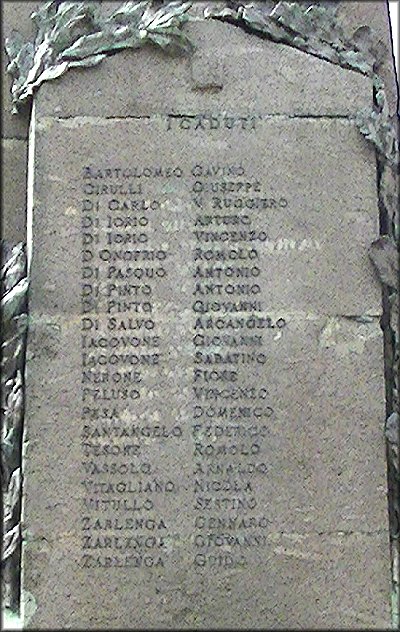 I CADUTI
BARTOLOMEO GAVINO
CIRULLI GIUSEPPE
DI CARLO V. RUGGIERO
DI IORIO ARTURO
DI IORIO VINCENZO
D ONOFRIO ROMOLO
DI PASQUO ANTONIO
DI PINTO ANTONIO
DI PINTO GIOVANNI
DI SALVO ARCANGELO
IACOVONE GIOVANNI
IACOVONE SABATINO
NERONE FIORE
PELUSO VINCENZO
PESA DOMENICO
SANTANGELO FEDERICO
TESONE ROMOLO
VASSOLO ARNALDO
VITAGLIANO NICOLA
VITULLO SESTINO
ZARLENGA GENNARO
ZARLENGA GIOVANNI
ZARLENGA GUIDO